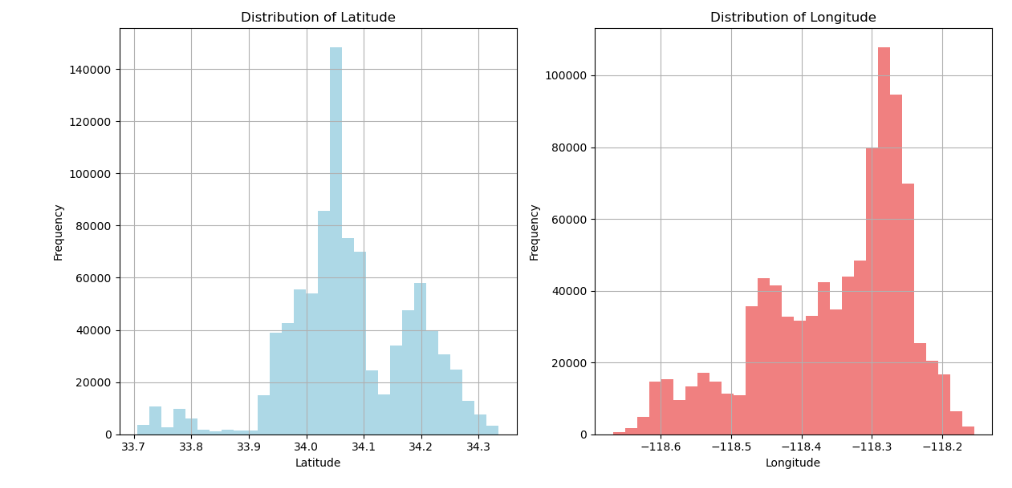 Distribution of Latitude
140000
120000
100000
80000
60000
40000
20000
0
Frequency
33.7 33.8 33.9 34.0 34.1 34.2 34.3
Latitude
Distribution of Longitude
100000
80000
60000
40000
20000
0
Frequency
−118.6 −118.5 −118.4 −118.3 −118.2
Longitude